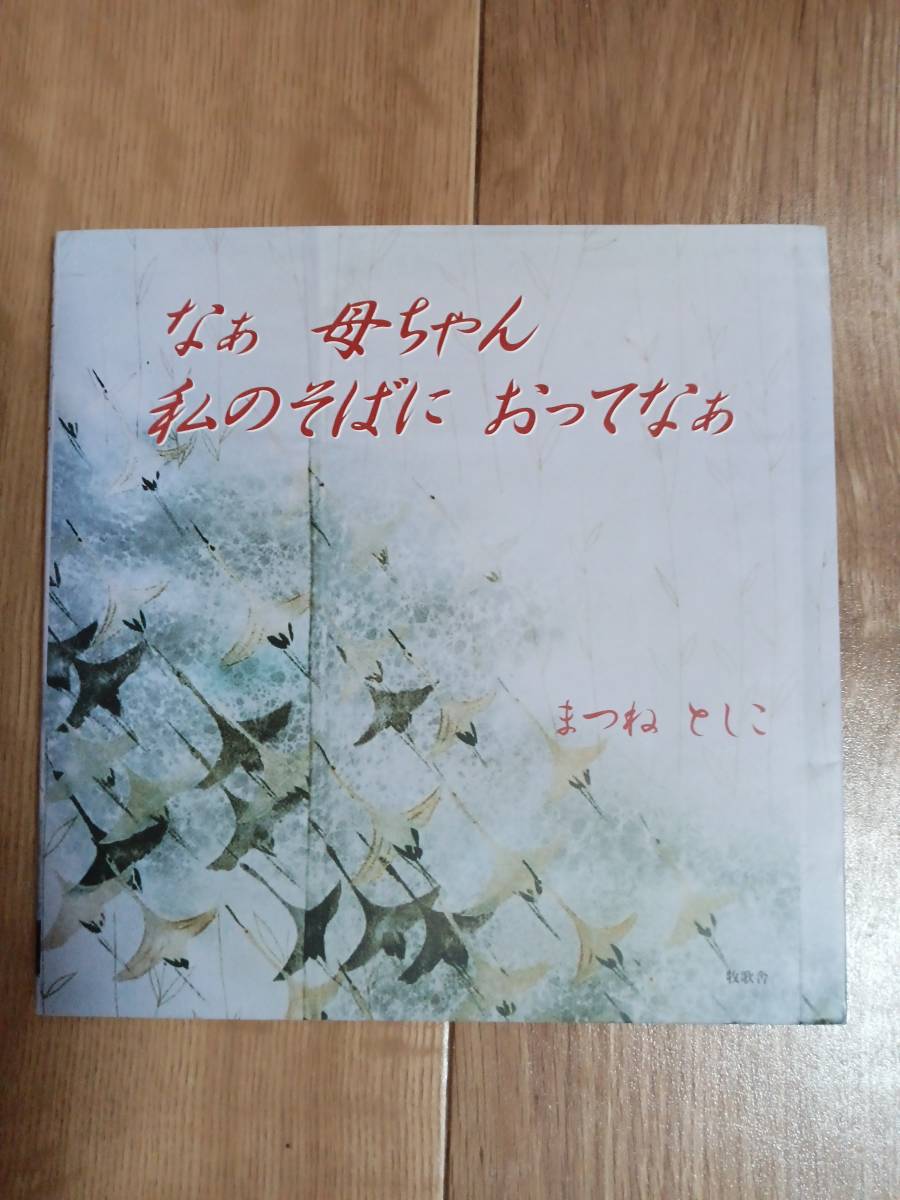 なぁ 母ちゃん
私のそばに おってなぁ
まつね としこ
牧歌舎